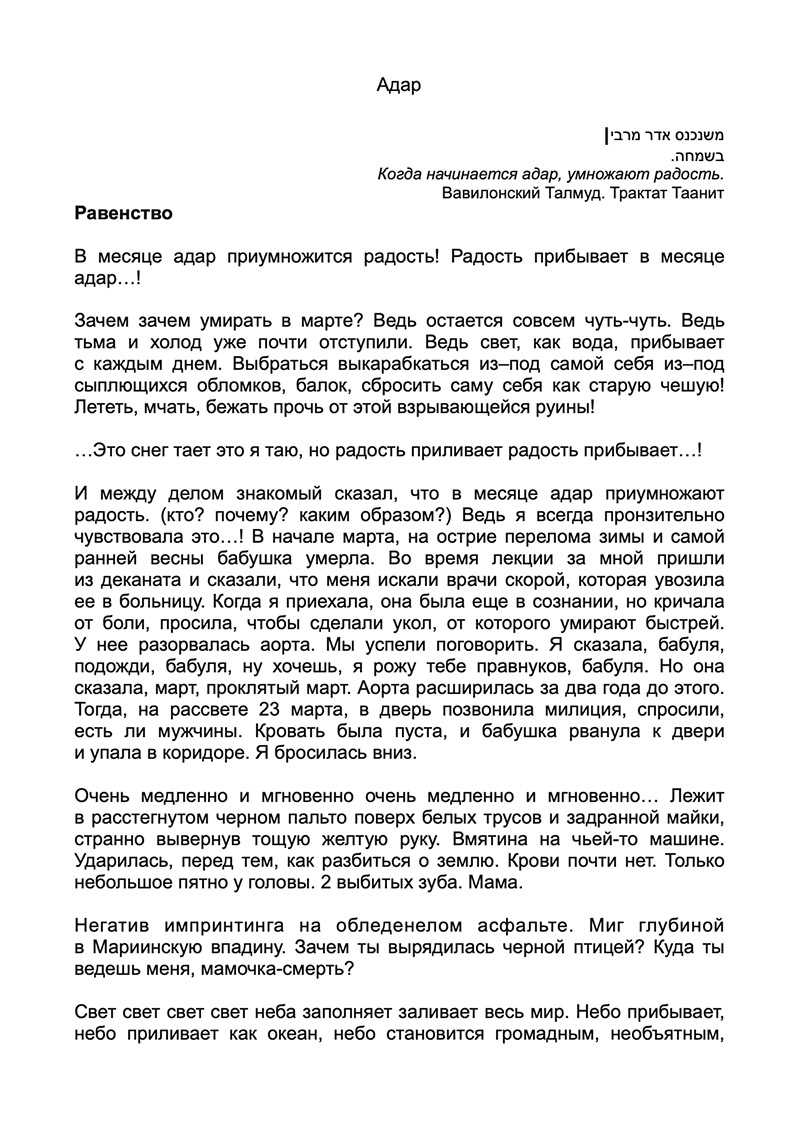 Адар
משנכנס אדר מרבי
בשמחה.
Когда начинается адар, умножают радость.
Вавилонский Талмуд. Трактат Таанит
Равенство
В месяце адар приумножится радость! Радость прибывает в месяце
адар…!
Зачем зачем умирать в марте? Ведь остается совсем чуть-чуть. Ведь
тьма и холод уже почти отступили. Ведь свет, как вода, прибывает
с каждым днем. Выбраться выкарабкаться из–под самой себя из–под
сыплющихся обломков, балок, сбросить саму себя как старую чешую!
Лететь, мчать, бежать прочь от этой взрывающейся руины!
…Это снег тает это я таю, но радость приливает радость прибывает…!
И между делом знакомый сказал, что в месяце адар приумножают
радость. (кто? почему? каким образом?) Ведь я всегда пронзительно
чувствовала это…! В начале марта, на острие перелома зимы и самой
ранней весны бабушка умерла. Во время лекции за мной пришли
из деканата и сказали, что меня искали врачи скорой, которая увозила
ее в больницу. Когда я приехала, она была еще в сознании, но кричала
от боли, просила, чтобы сделали укол, от которого умирают быстрей.
У нее разорвалась аорта. Мы успели поговорить. Я сказала, бабуля,
подожди, бабуля, ну хочешь, я рожу тебе правнуков, бабуля. Но она
сказала, март, проклятый март. Аорта расширилась за два года до этого.
Тогда, на рассвете 23 марта, в дверь позвонила милиция, спросили,
есть ли мужчины. Кровать была пуста, и бабушка рванула к двери
и упала в коридоре. Я бросилась вниз.
Очень медленно и мгновенно очень медленно и мгновенно… Лежит
в расстегнутом черном пальто поверх белых трусов и задранной майки,
странно вывернув тощую желтую руку. Вмятина на чьей-то машине.
Ударилась, перед тем, как разбиться о землю. Крови почти нет. Только
небольшое пятно у головы. 2 выбитых зуба. Мама.
Негатив импринтинга на обледенелом асфальте. Миг глубиной
в Мариинскую впадину. Зачем ты вырядилась черной птицей? Куда ты
ведешь меня, мамочка-смерть?
Свет свет свет свет неба заполняет заливает весь мир. Небо прибывает,
небо приливает как океан, небо становится громадным, необъятным,